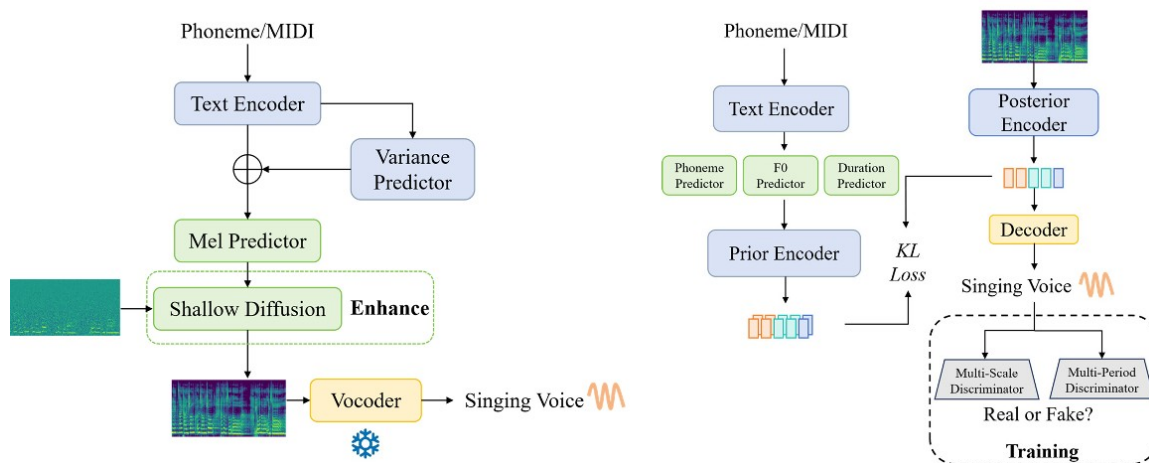 Phoneme/MIDI
Text Encoder
Variance
Predictor
Mel Predictor
Shallow Diffusion
Enhance
Vocoder
Singing Voice
Phoneme/MIDI
Text Encoder
Phoneme
Predictor
F0
Predictor
Duration
Predictor
Prior Encoder
KL
Loss
Posterior
Encoder
Decoder
Singing Voice
Multi-Scale
Discriminator
Multi-Period
Discriminator
Real or Fake?
Training